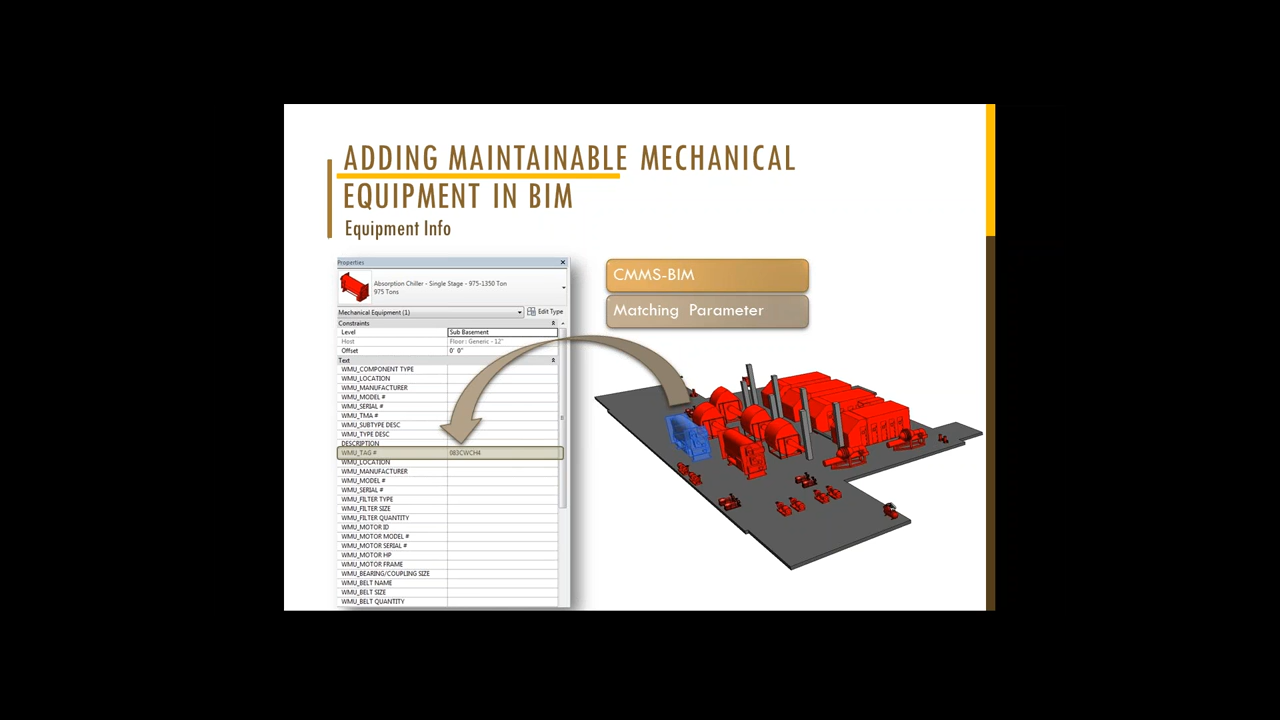 ADDING MAINTAINABLE MECHANICAL
EQUIPMENT IN BIM
Equipment Info
Properties
Absorption Chiller - Single Stage - 975-1350 Ton
975 Tons
Mechanical Equipment (1)
Edit Type
Constraints
Level Sub Basement
Host Floor : Generic - 12"
Offset 0' 0"
Text
WMU_COMPONENT TYPE
WMU_LOCATION
WMU_MANUFACTURER
WMU_MODEL #
WMU_SERIAL #
WMU_TMA #
WMU_SUBTYPE DESC
WMU_TYPE DESC
DESCRIPTION
WMU_TAG # 083CWCH4
WMU_LOCATION
WMU_MANUFACTURER
WMU_MODEL #
WMU_SERIAL #
WMU_FILTER TYPE
WMU_FILTER SIZE
WMU_FILTER QUANTITY
WMU_MOTOR ID
WMU_MOTOR MODEL #
WMU_MOTOR SERIAL #
WMU_MOTOR HP
WMU_MOTOR FRAME
WMU_BEARING/COUPLING SIZE
WMU_BELT NAME
WMU_BELT SIZE
WMU_BELT QUANTITY
CMMS-BIM
Matching Parameter